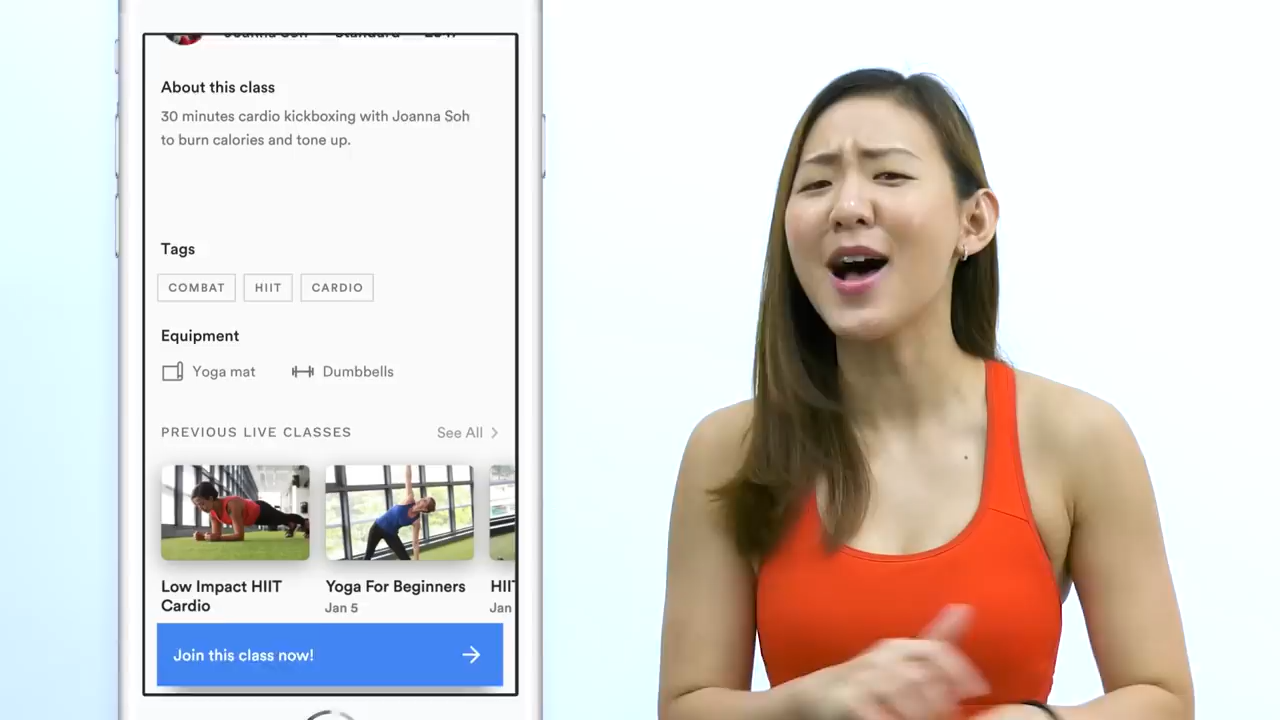 About this class
30 minutes cardio kickboxing with Joanna Soh
to burn calories and tone up.
Tags
COMBAT HIIT CARDIO
Equipment
Yoga mat Dumbbells
PREVIOUS LIVE CLASSES See All
Low Impact HIIT
Cardio
Yoga For Beginners
Jan 5
HIIT
Jan
Join this class now!